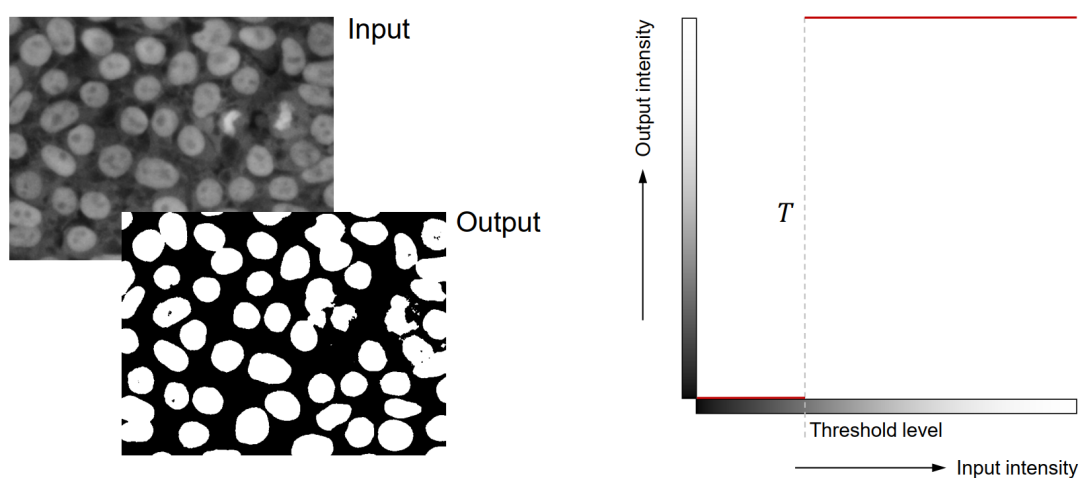 Input
Output
Output intensity
T
Threshold level
Input intensity